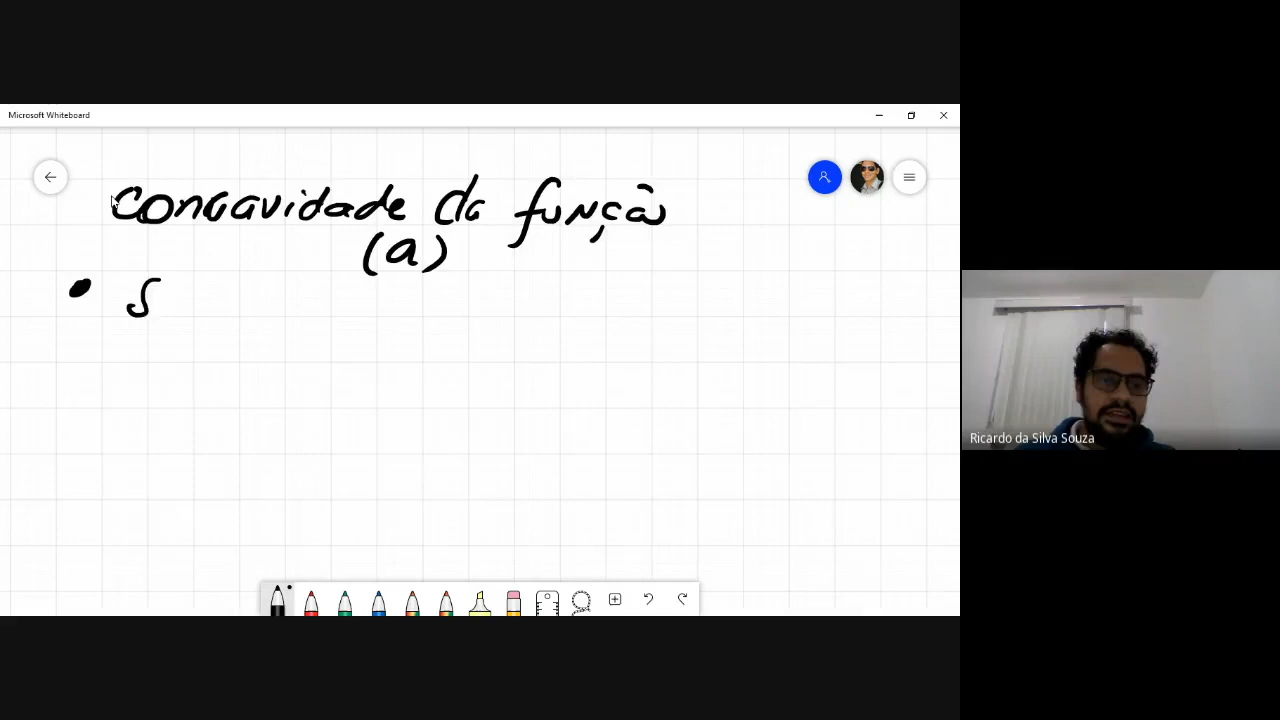 Microsoft Whiteboard
Concavidade da função
(a)
• S
Ricardo da Silva Souza